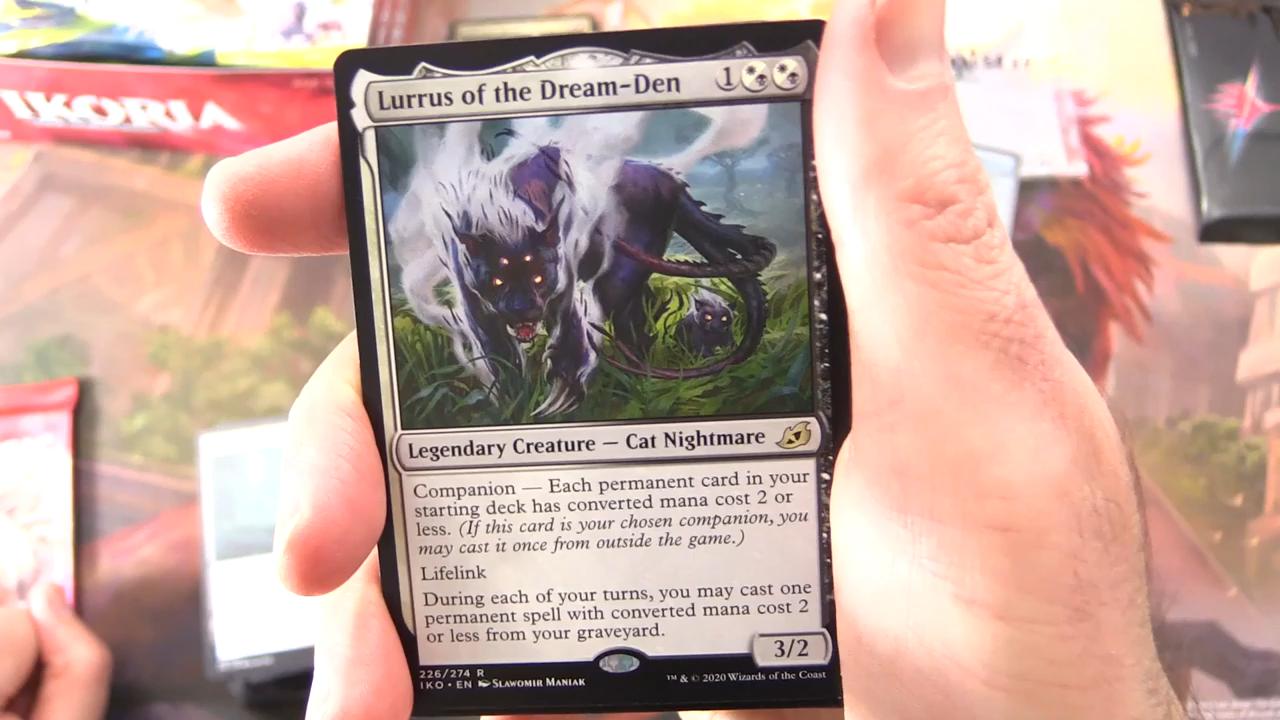 IKORIA
Lurrus of the Dream-Den 1
Legendary Creature — Cat Nightmare
Companion — Each permanent card in your
starting deck has converted mana cost 2 or
less. (If this card is your chosen companion, you
may cast it once from outside the game.)
Lifelink
During each of your turns, you may cast one
permanent spell with converted mana cost 2
or less from your graveyard.
3/2
226/274 R
IKO • EN SLAWOMIR MANIAK
™ & © 2020 Wizards of the Coast